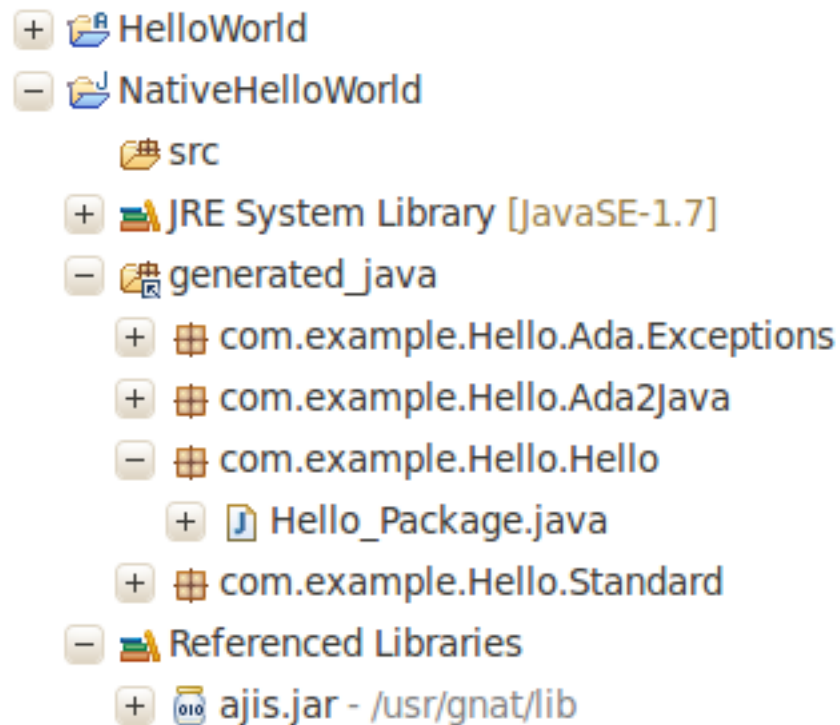 HelloWorld
NativeHelloWorld
src
JRE System Library [JavaSE-1.7]
generated_java
com.example.Hello.Ada.Exceptions
com.example.Hello.Ada2Java
com.example.Hello.Hello
Hello_Package.java
com.example.Hello.Standard
Referenced Libraries
ajis.jar - /usr/gnat/lib